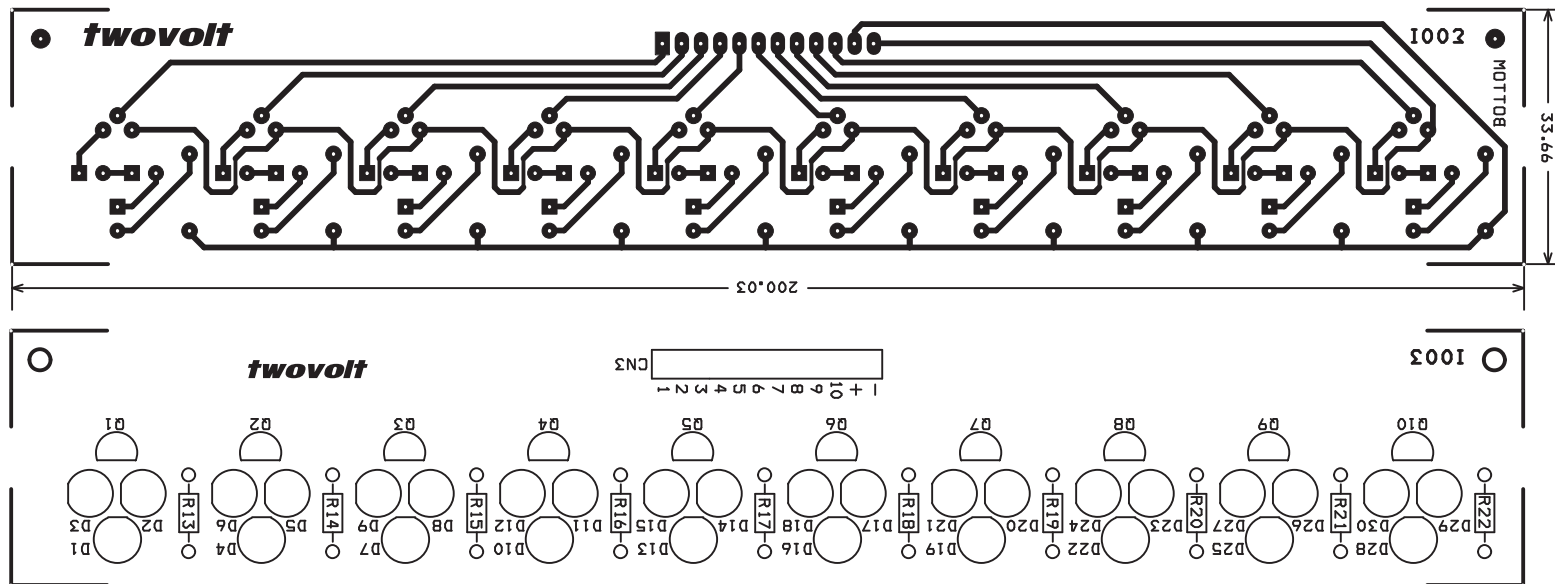 twovolt
1003
BOTTOM
33.66
200.03
twovolt
CN3
1 2 3 4 5 6 7 8 9 10 + -
1003
Q1 Q2 Q3 Q4 Q5 Q6 Q7 Q8 Q9 Q10
R13 R14 R15 R16 R17 R18 R19 R20 R21 R22
D3 D2 D6 D5 D9 D8 D12 D11 D15 D14 D18 D17 D21 D20 D24 D23 D27 D26 D30 D29
D1 D4 D7 D10 D13 D16 D19 D22 D25 D28